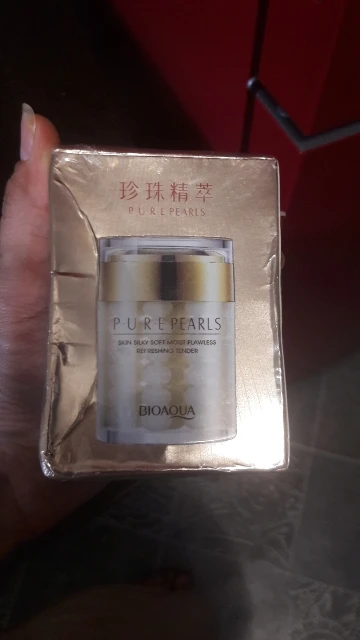 珍珠精萃
PUREPEARLS
PUREPEARLS
SKIN SILKY SOFT MOIST FLAWLESS
REFRESHING TENDER
BIOAQUA